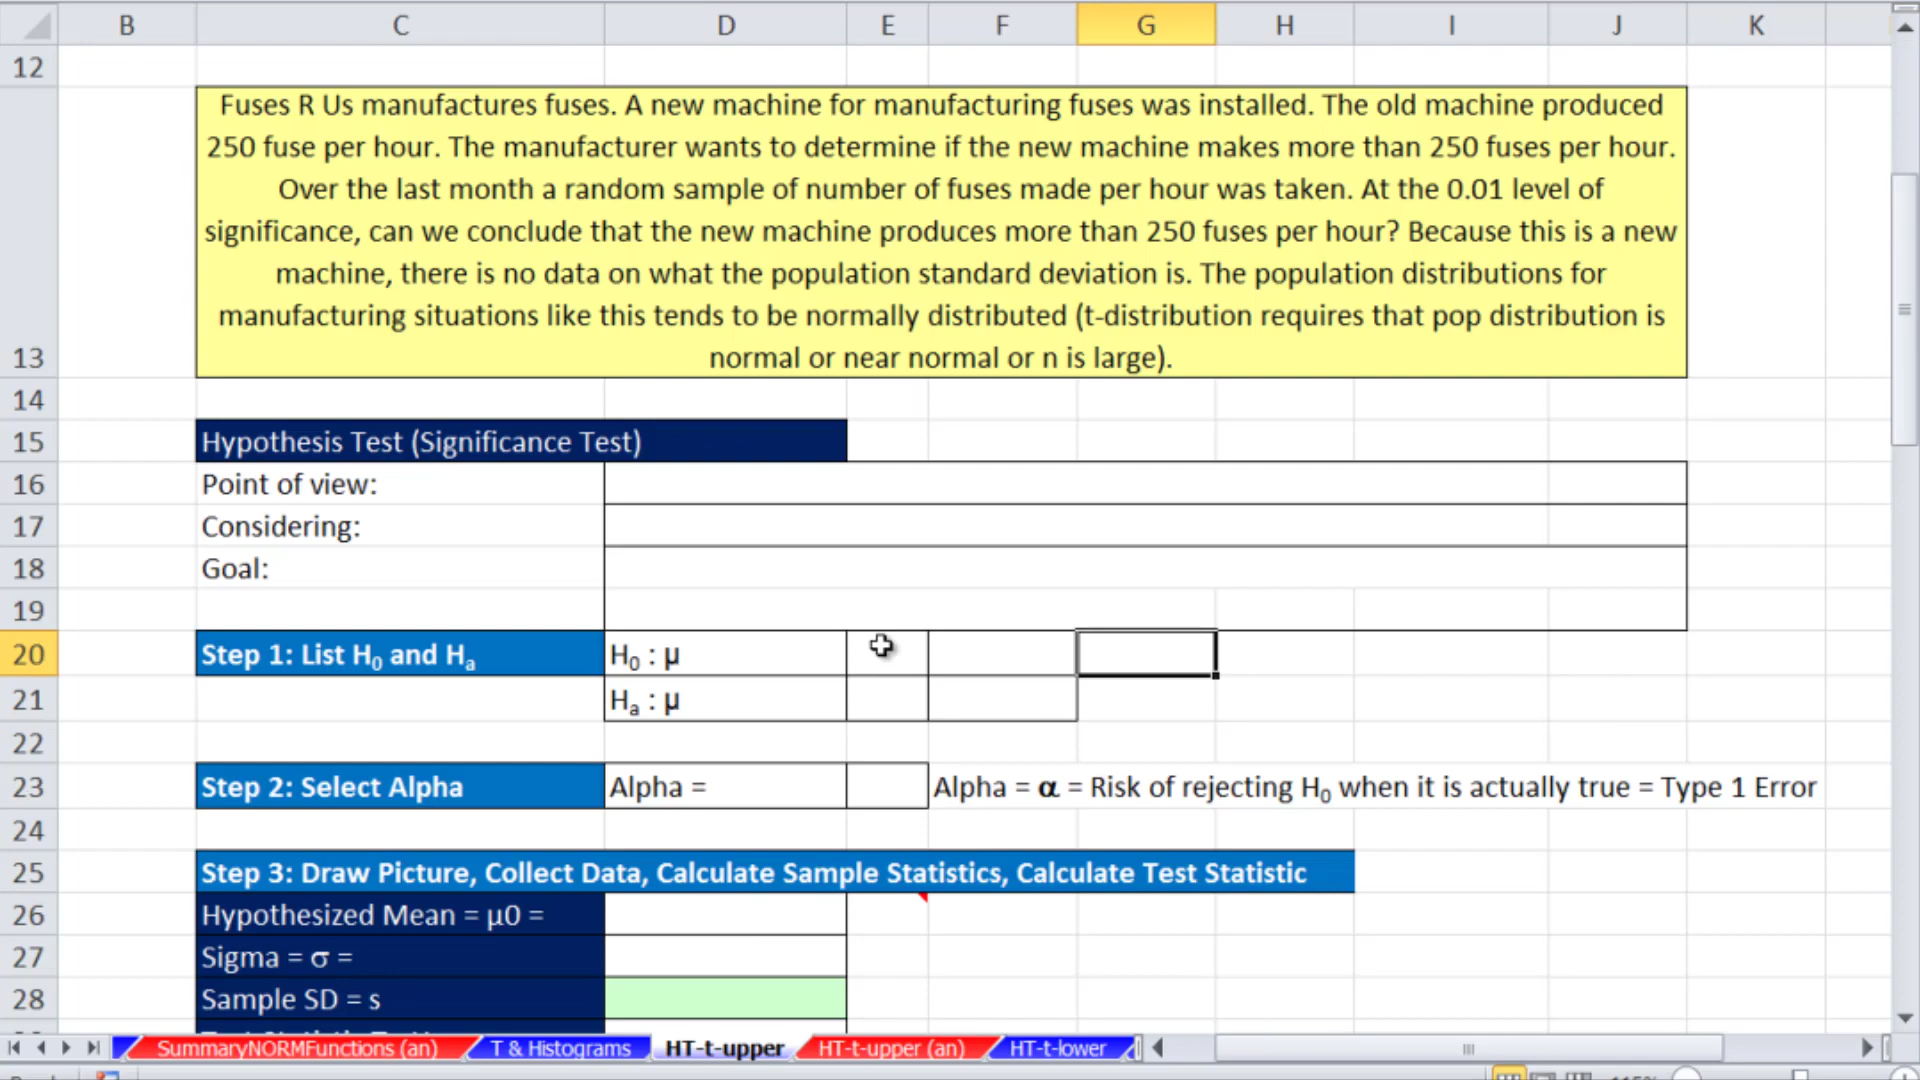 B C D E F G H I J K
12
Fuses R Us manufactures fuses. A new machine for manufacturing fuses was installed. The old machine produced
250 fuse per hour. The manufacturer wants to determine if the new machine makes more than 250 fuses per hour.
Over the last month a random sample of number of fuses made per hour was taken. At the 0.01 level of
significance, can we conclude that the new machine produces more than 250 fuses per hour? Because this is a new
machine, there is no data on what the population standard deviation is. The population distributions for
manufacturing situations like this tends to be normally distributed (t-distribution requires that pop distribution is
13 normal or near normal or n is large).
14
15 Hypothesis Test (Significance Test)
16 Point of view:
17 Considering:
18 Goal:
19
20 Step 1: List H₀ and Hₐ H₀ : µ
21 Hₐ : µ
22
23 Step 2: Select Alpha Alpha = Alpha = α = Risk of rejecting H₀ when it is actually true = Type 1 Error
24
25 Step 3: Draw Picture, Collect Data, Calculate Sample Statistics, Calculate Test Statistic
26 Hypothesized Mean = µ0 =
27 Sigma = σ =
28 Sample SD = s
SummaryNORMFunctions (an) T & Histograms HT-t-upper HT-t-upper (an) HT-t-lower